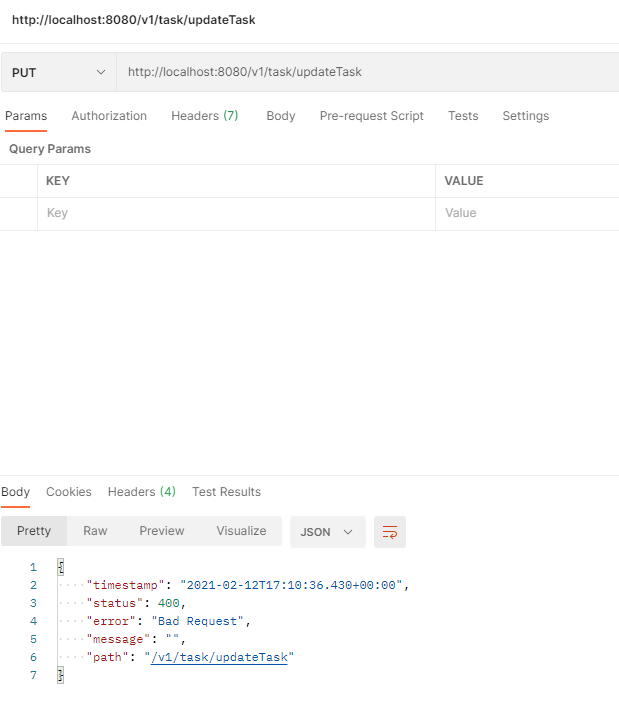 http://localhost:8080/v1/task/updateTask
PUT http://localhost:8080/v1/task/updateTask
Params Authorization Headers (7) Body Pre-request Script Tests Settings
Query Params
KEY VALUE
Key Value
Body Cookies Headers (4) Test Results
Pretty Raw Preview Visualize JSON
1 {
2 "timestamp": "2021-02-12T17:10:36.430+00:00",
3 "status": 400,
4 "error": "Bad Request",
5 "message": "",
6 "path": "/v1/task/updateTask"
7 }